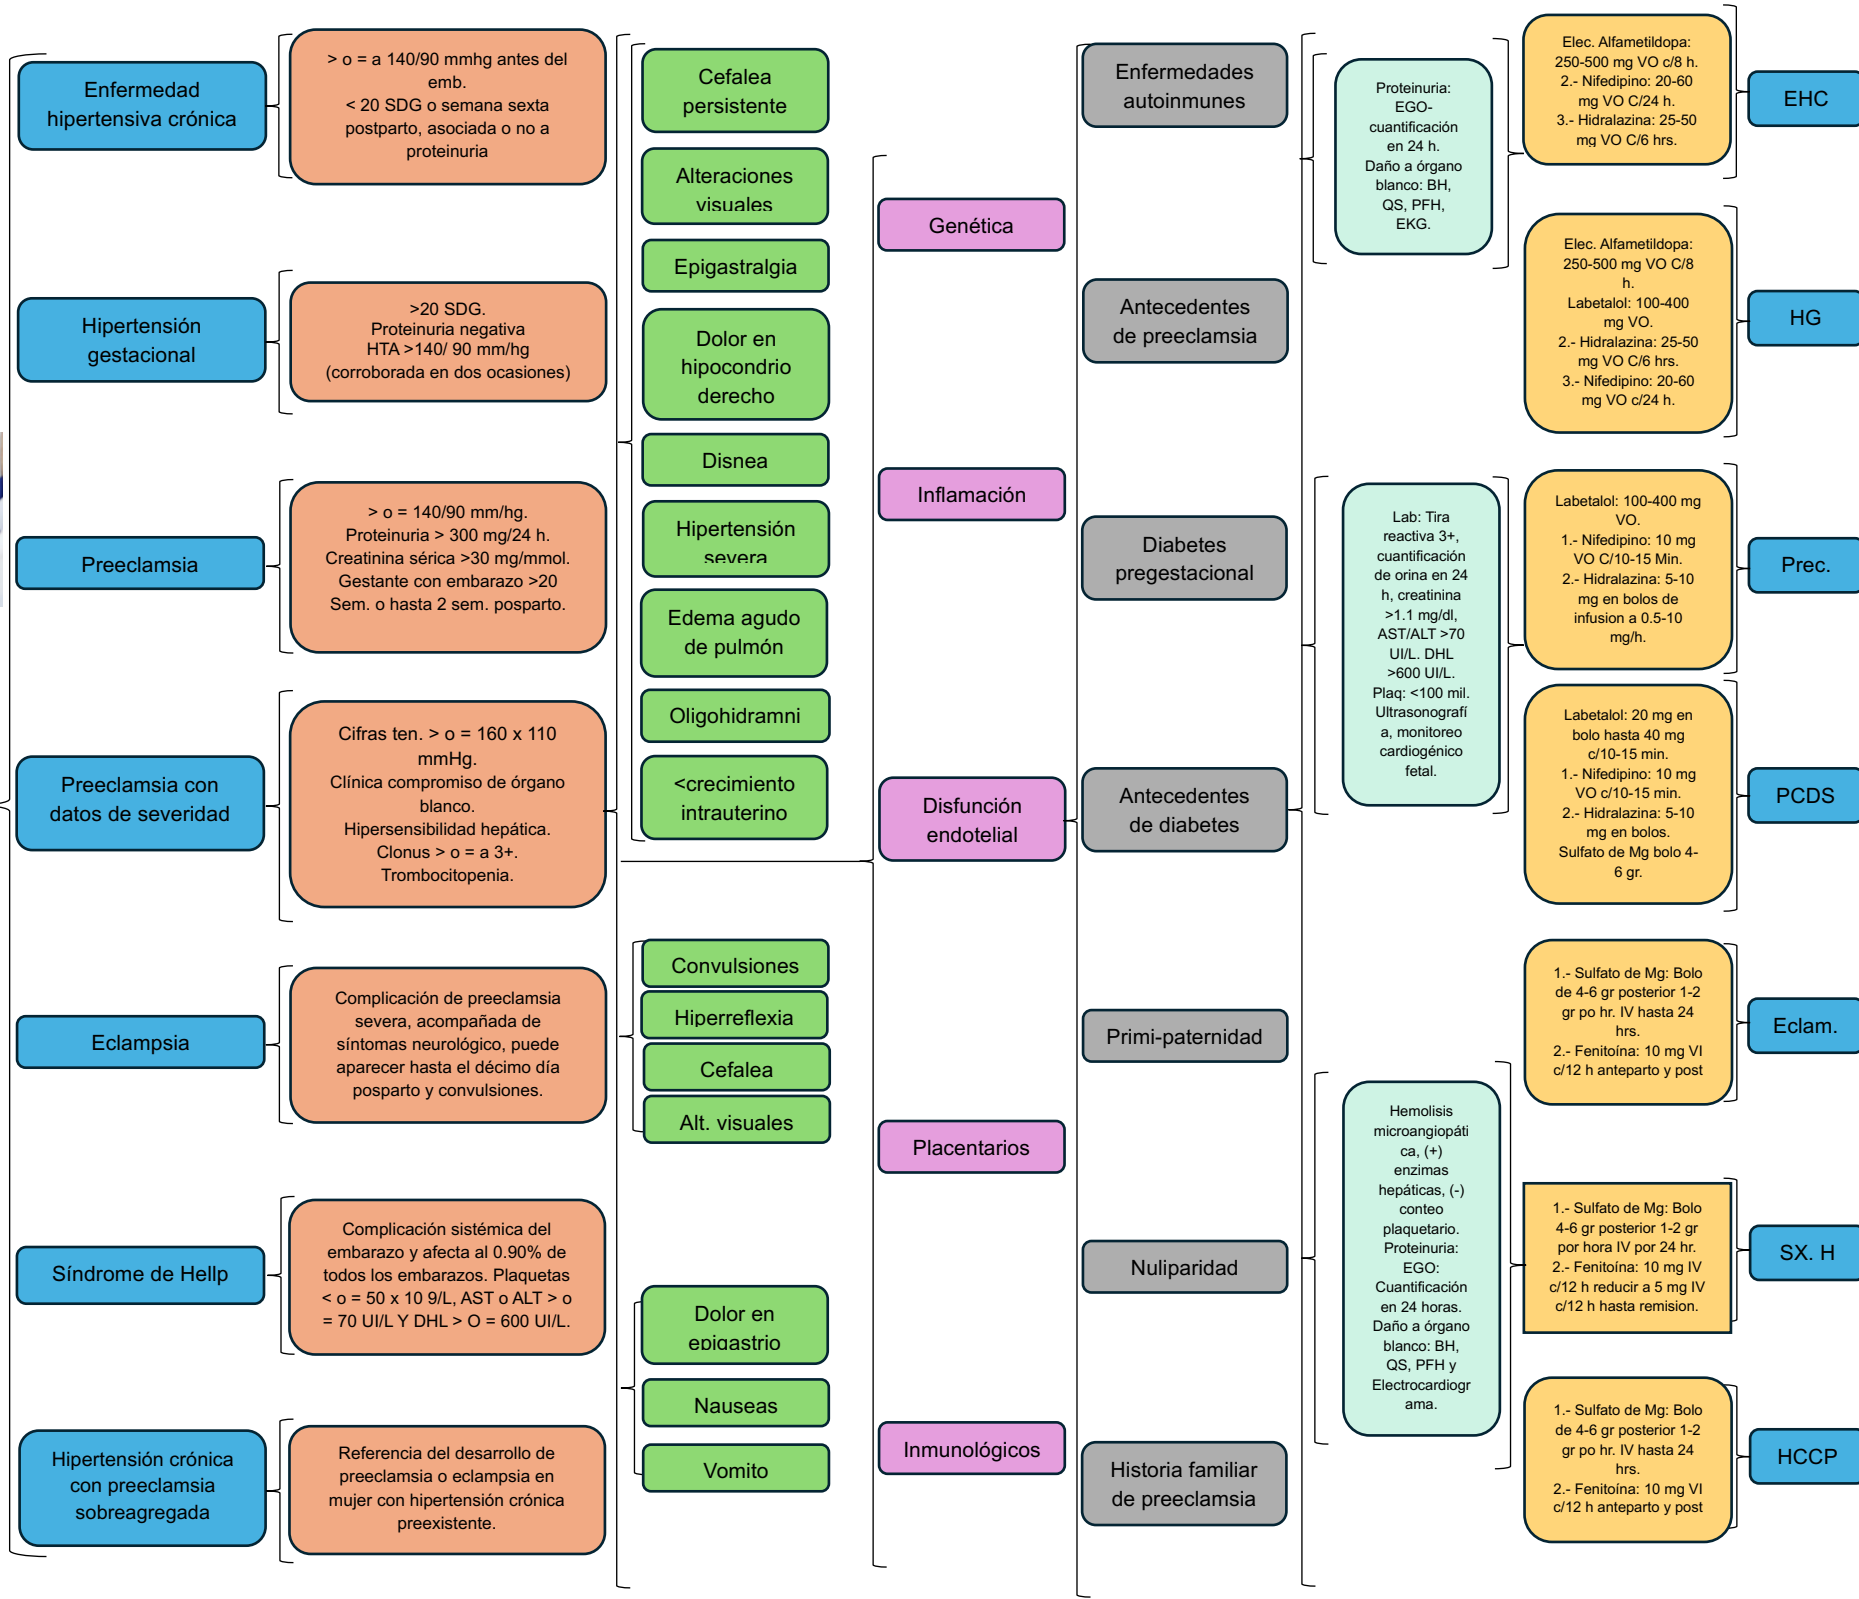 Enfermedad
hipertensiva crónica
> o = a 140/90 mmhg antes del
emb.
< 20 SDG o semana sexta
postparto, asociada o no a
proteinuria
Hipertensión
gestacional
>20 SDG.
Proteinuria negativa
HTA >140/ 90 mm/hg
(corroborada en dos ocasiones)
Preeclamsia
> o = 140/90 mm/hg.
Proteinuria > 300 mg/24 h.
Creatinina sérica >30 mg/mmol.
Gestante con embarazo >20
Sem. o hasta 2 sem. posparto.
Preeclamsia con
datos de severidad
Cifras ten. > o = 160 x 110
mmHg.
Clínica compromiso de órgano
blanco.
Hipersensibilidad hepática.
Clonus > o = a 3+.
Trombocitopenia.
Eclampsia
Complicación de preeclamsia
severa, acompañada de
síntomas neurológico, puede
aparecer hasta el décimo día
posparto y convulsiones.
Síndrome de Hellp
Complicación sistémica del
embarazo y afecta al 0.90% de
todos los embarazos. Plaquetas
< o = 50 x 10 9/L, AST o ALT > o
= 70 UI/L Y DHL > O = 600 UI/L.
Hipertensión crónica
con preeclamsia
sobreagregada
Referencia del desarrollo de
preeclamsia o eclampsia en
mujer con hipertensión crónica
preexistente.
Cefalea
persistente
Alteraciones
visuales
Epigastralgia
Dolor en
hipocondrio
derecho
Disnea
Hipertensión
severa
Edema agudo
de pulmón
Oligohidramni
<crecimiento
intrauterino
Convulsiones
Hiperreflexia
Cefalea
Alt. visuales
Dolor en
epigastrio
Nauseas
Vomito
Genética
Inflamación
Disfunción
endotelial
Placentarios
Inmunológicos
Enfermedades
autoinmunes
Antecedentes
de preeclamsia
Diabetes
pregestacional
Antecedentes
de diabetes
Primi-paternidad
Nuliparidad
Historia familiar
de preeclamsia
Proteinuria:
EGO-
cuantificación
en 24 h.
Daño a órgano
blanco: BH,
QS, PFH,
EKG.
Lab: Tira
reactiva 3+,
cuantificación
de orina en 24
h, creatinina
>1.1 mg/dl,
AST/ALT >70
UI/L. DHL
>600 UI/L.
Plaq: <100 mil.
Ultrasonografí
a, monitoreo
cardiogénico
fetal.
Hemolisis
microangiopáti
ca, (+)
enzimas
hepáticas, (-)
conteo
plaquetario.
Proteinuria:
EGO:
Cuantificación
en 24 horas.
Daño a órgano
blanco: BH,
QS, PFH y
Electrocardiogr
ama.
Elec. Alfametildopa:
250-500 mg VO c/8 h.
2.- Nifedipino: 20-60
mg VO C/24 h.
3.- Hidralazina: 25-50
mg VO C/6 hrs.
EHC
Elec. Alfametildopa:
250-500 mg VO C/8
h.
Labetalol: 100-400
mg VO.
2.- Hidralazina: 25-50
mg VO C/6 hrs.
3.- Nifedipino: 20-60
mg VO c/24 h.
HG
Labetalol: 100-400 mg
VO.
1.- Nifedipino: 10 mg
VO C/10-15 Min.
2.- Hidralazina: 5-10
mg en bolos de
infusion a 0.5-10
mg/h.
Prec.
Labetalol: 20 mg en
bolo hasta 40 mg
c/10-15 min.
1.- Nifedipino: 10 mg
VO c/10-15 min.
2.- Hidralazina: 5-10
mg en bolos.
Sulfato de Mg bolo 4-
6 gr.
PCDS
1.- Sulfato de Mg: Bolo
de 4-6 gr posterior 1-2
gr po hr. IV hasta 24
hrs.
2.- Fenitoína: 10 mg VI
c/12 h anteparto y post
Eclam.
1.- Sulfato de Mg: Bolo
4-6 gr posterior 1-2 gr
por hora IV por 24 hr.
2.- Fenitoína: 10 mg IV
c/12 h reducir a 5 mg IV
c/12 h hasta remision.
SX. H
1.- Sulfato de Mg: Bolo
de 4-6 gr posterior 1-2
gr po hr. IV hasta 24
hrs.
2.- Fenitoína: 10 mg VI
c/12 h anteparto y post
HCCP